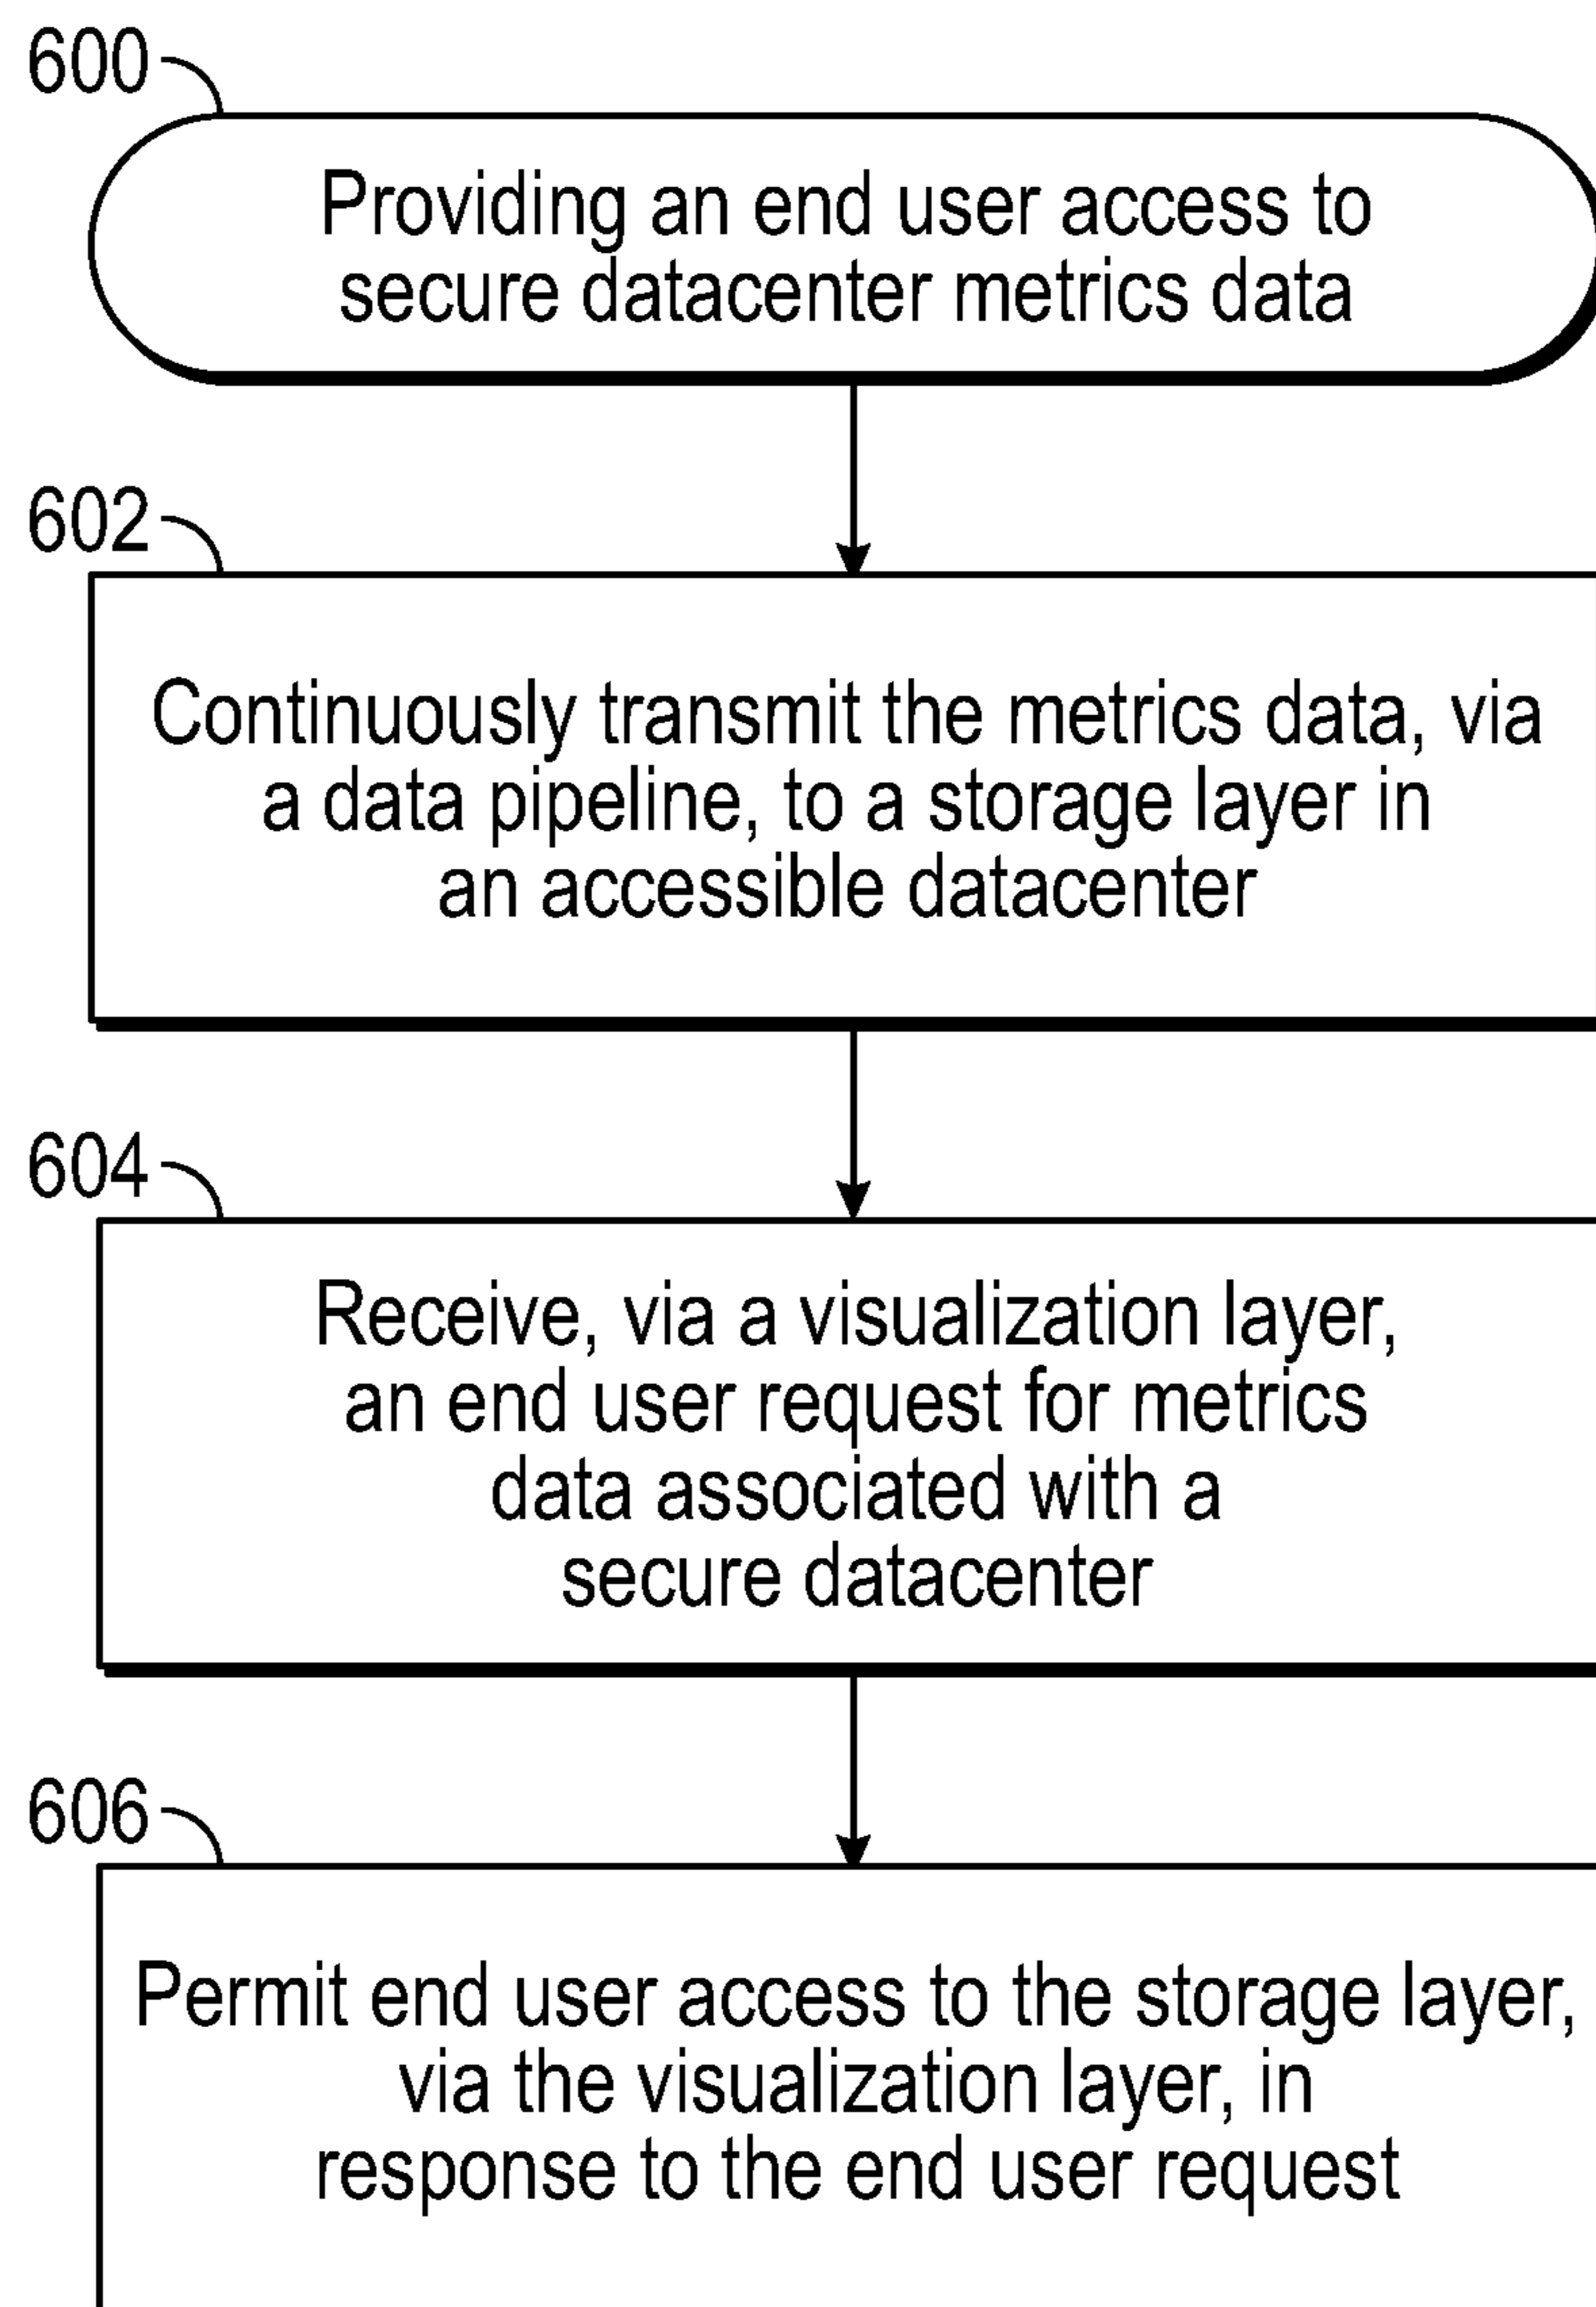 600
Providing an end user access to
secure datacenter metrics data
602
Continuously transmit the metrics data, via
a data pipeline, to a storage layer in
an accessible datacenter
604
Receive, via a visualization layer,
an end user request for metrics
data associated with a
secure datacenter
606
Permit end user access to the storage layer,
via the visualization layer, in
response to the end user request